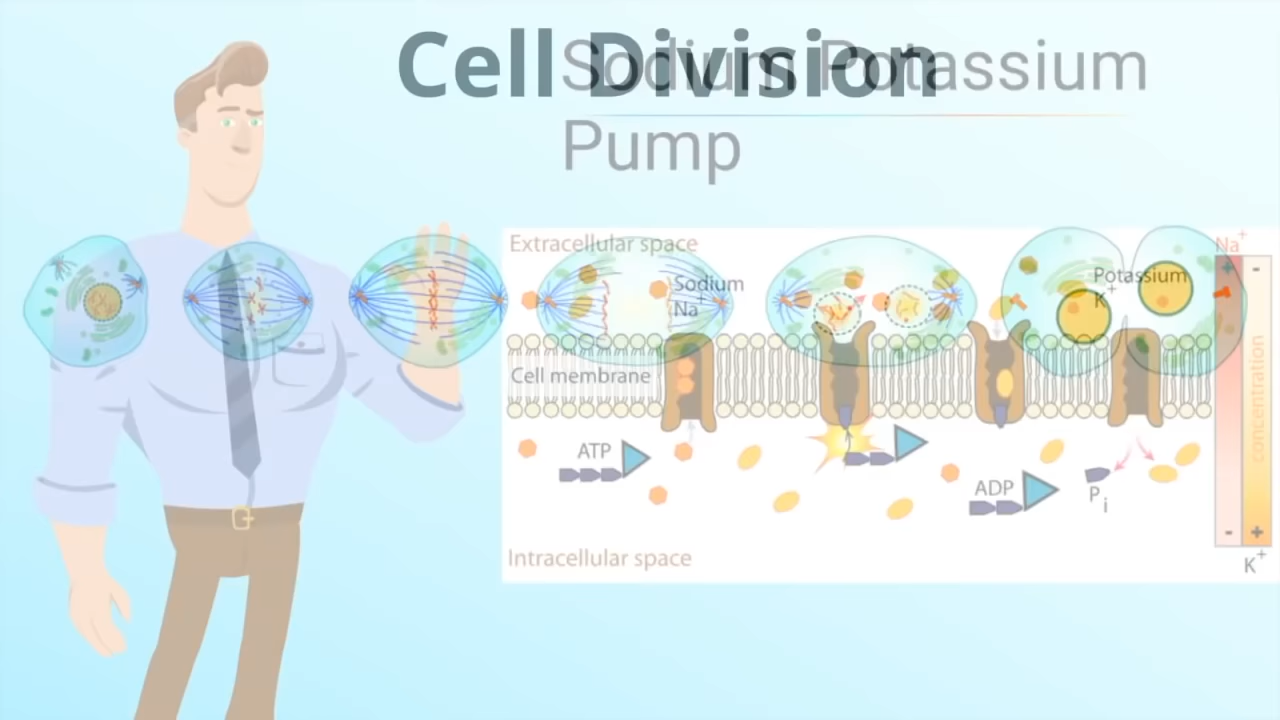 Cell Division
Sodium Potassium
Pump
Extracellular space
Na+
+ -
Sodium
Na+
Potassium
K+
Cell membrane
concentration
ATP
ADP
Pi
- +
Intracellular space
K+